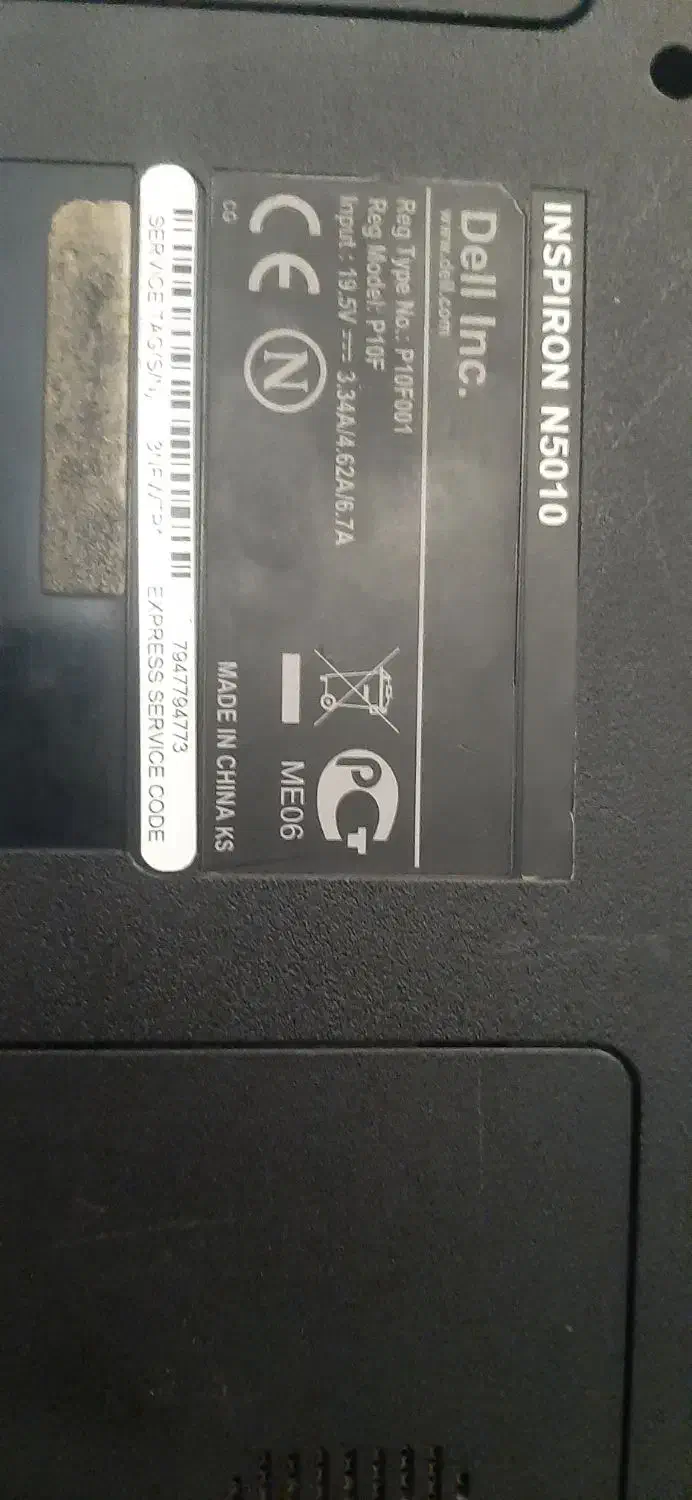 INSPIRON N5010
Dell Inc.
www.dell.com
Reg Type No.: P10F001
Reg Model: P10F
Input : 19.5V ⎓ 3.34A/4.62A/6.7A
CE N
ME06
CG
MADE IN CHINA KS
7947794773
SERVICE TAG(S/N) EXPRESS SERVICE CODE